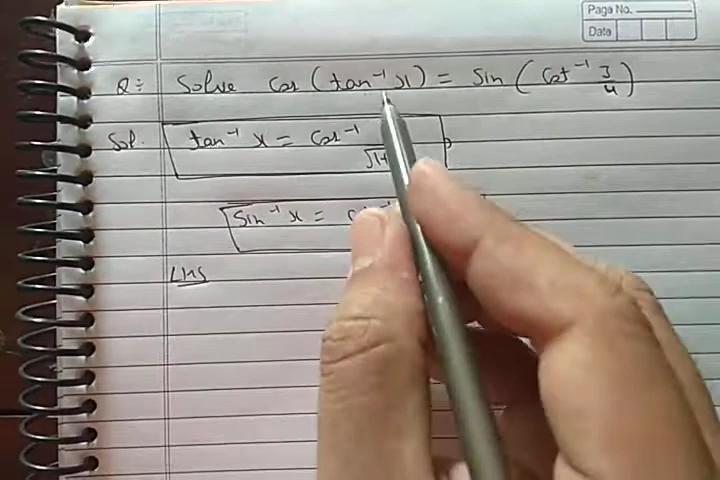 Page No.
Date
Q:- Solve cos (tan⁻¹ x) = sin (cot⁻¹ 3/4)
Sol. tan⁻¹ x = cos⁻¹
√1+
Sin⁻¹ x =
LHS